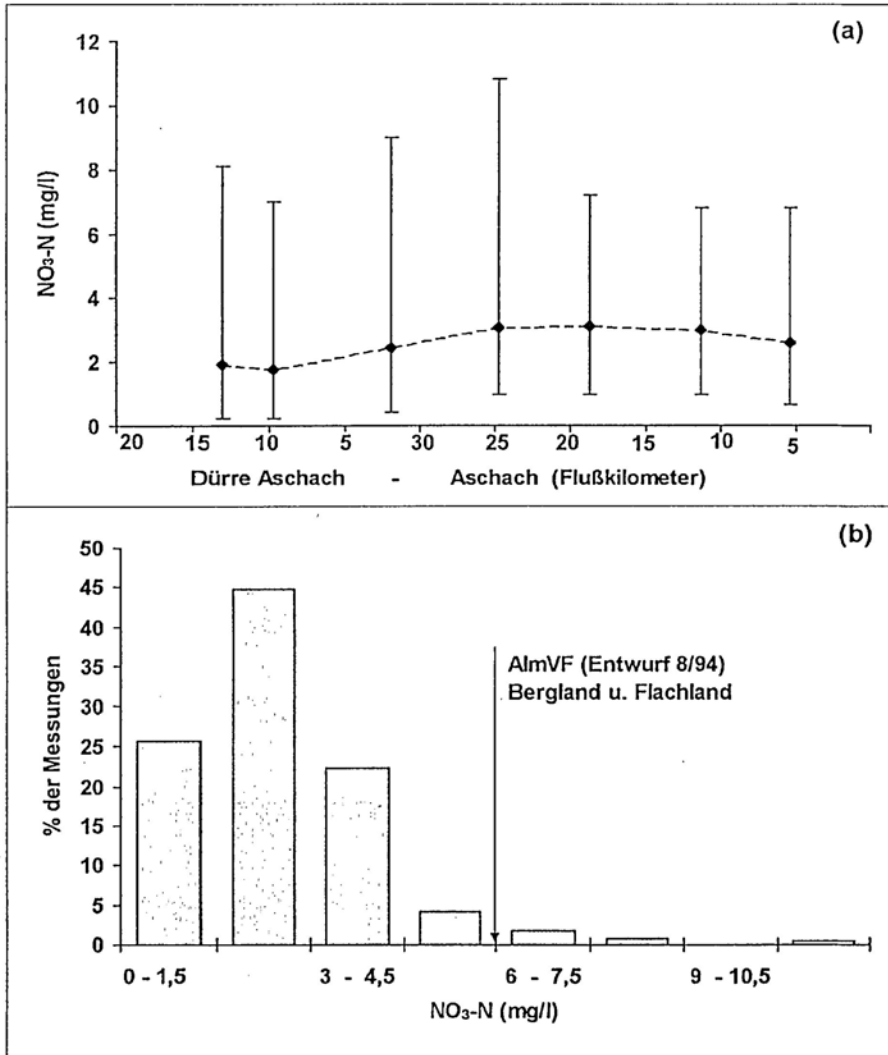 (a)
12
10
8
6
4
2
0
NO₃-N (mg/l)
20 15 10 5 30 25 20 15 10 5
Dürre Aschach - Aschach (Flußkilometer)
(b)
50
45
40
35
30
25
20
15
10
5
0
% der Messungen
AImVF (Entwurf 8/94)
Bergland u. Flachland
0 - 1,5 3 - 4,5 6 - 7,5 9 - 10,5
NO₃-N (mg/l)